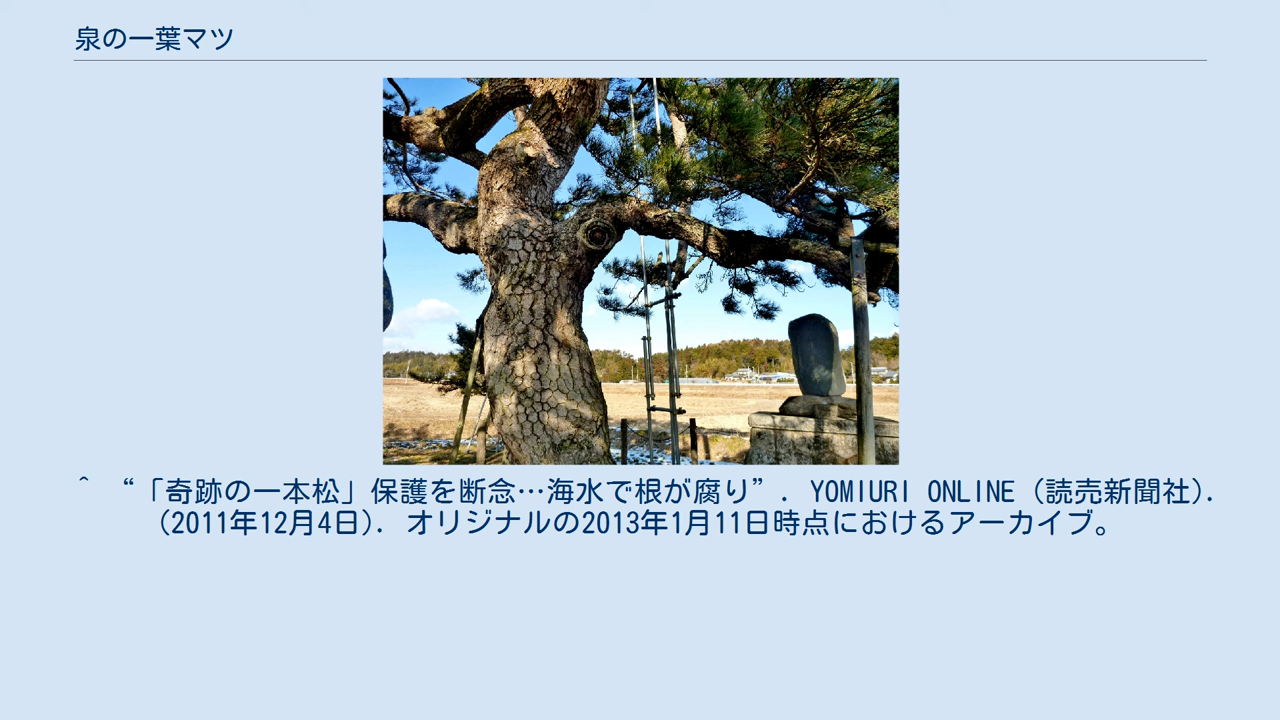 泉の一葉マツ
^ “「奇跡の一本松」保護を断念…海水で根が腐り”. YOMIURI ONLINE (読売新聞社).
(2011年12月4日). オリジナルの2013年1月11日時点におけるアーカイブ。